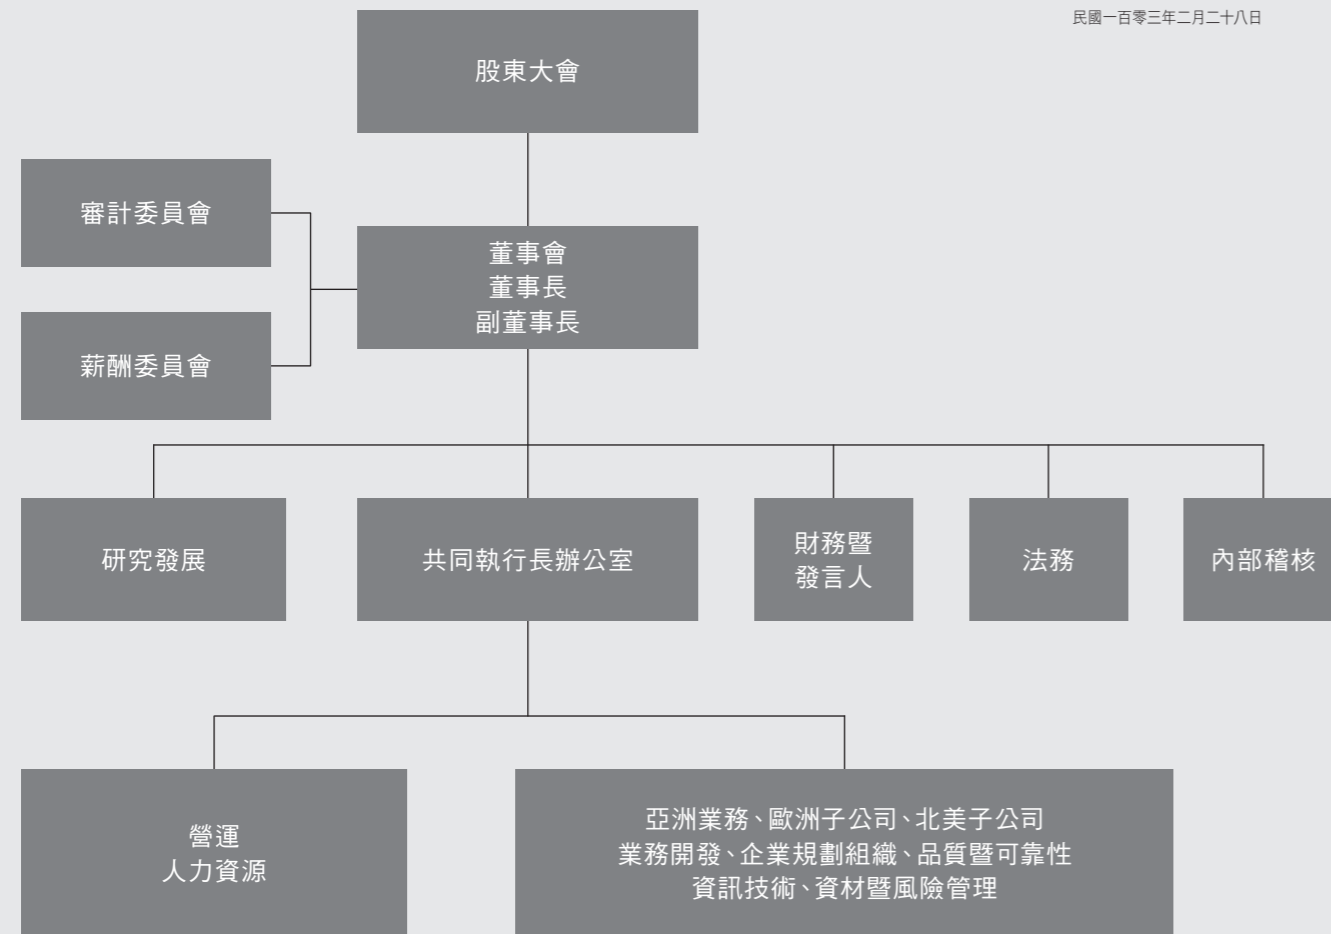 民國一百零三年二月二十八日
股東大會
審計委員會
董事會
董事長
副董事長
薪酬委員會
研究發展
共同執行長辦公室
財務暨
發言人
法務
內部稽核
營運
人力資源
亞洲業務、歐洲子公司、北美子公司
業務開發、企業規劃組織、品質暨可靠性
資訊技術、資材暨風險管理